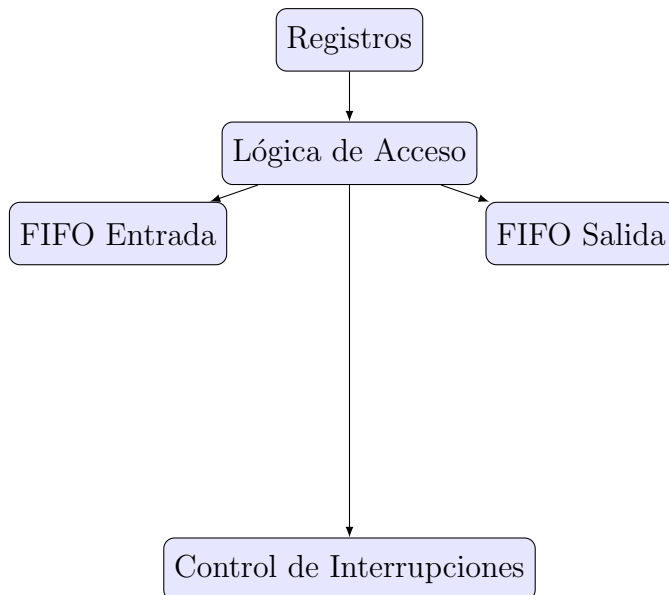 Registros
Lógica de Acceso
FIFO Entrada
FIFO Salida
Control de Interrupciones